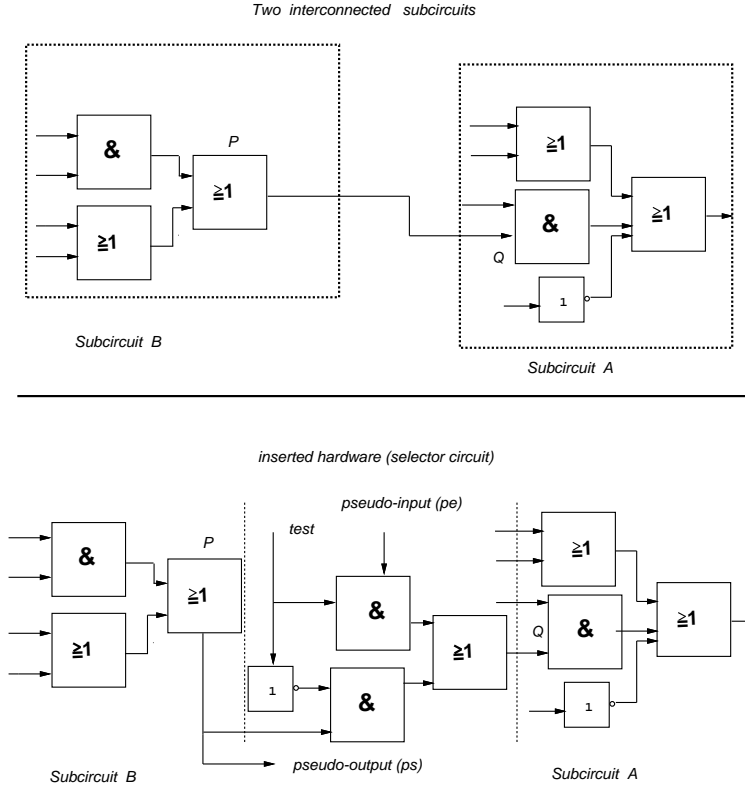 Two interconnected subcircuits
P
&
≧1
≧1
≧1
&
≧1
≧1
Q
1
Subcircuit B
Subcircuit A
inserted hardware (selector circuit)
pseudo-input (pe)
test
P
&
≧1
≧1
&
≧1
&
1
≧1
Q
&
≧1
1
pseudo-output (ps)
Subcircuit B
Subcircuit A